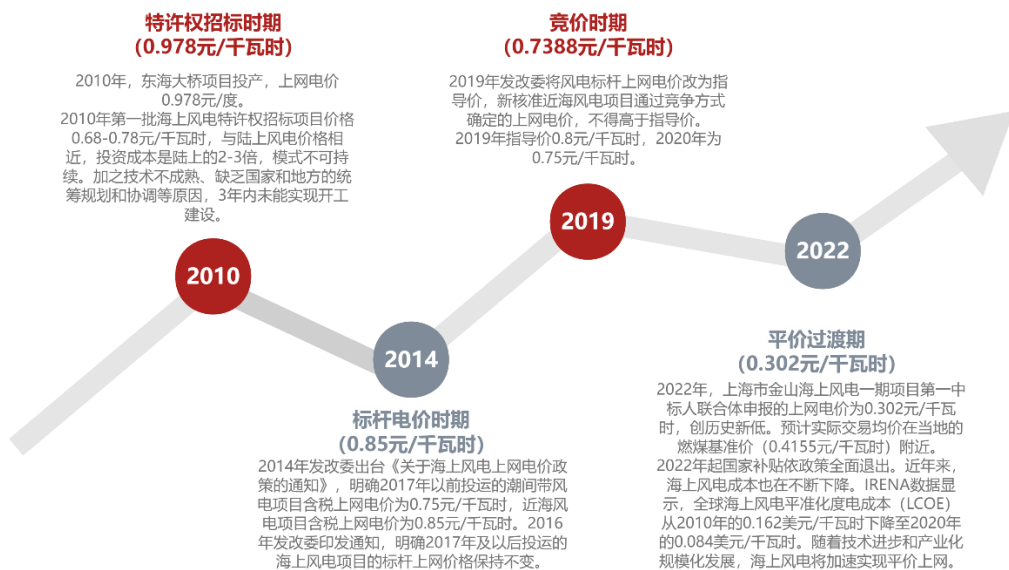 特许权招标时期
(0.978元/千瓦时)
2010年，东海大桥项目投产，上网电价
0.978元/度。
2010年第一批海上风电特许权招标项目价格
0.68-0.78元/千瓦时，与陆上风电价格相
近，投资成本是陆上的2-3倍，模式不可持
续。加之技术不成熟、缺乏国家和地方的统
筹规划和协调等原因，3年内未能实现开工
建设。
2010
2014
标杆电价时期
(0.85元/千瓦时)
2014年发改委出台《关于海上风电上网电价政
策的通知》，明确2017年以前投运的潮间带风
电项目含税上网电价为0.75元/千瓦时，近海
风电项目含税上网电价为0.85元/千瓦时。2016
年发改委印发通知，明确2017年及以后投运的
海上风电项目的标杆上网价格保持不变。
竞价时期
(0.7388元/千瓦时)
2019年发改委将风电标杆上网电价改为指
导价，新核准近海风电项目通过竞争方式
确定的上网电价，不得高于指导价。
2019年指导价0.8元/千瓦时，2020年为
0.75元/千瓦时。
2019
2022
平价过渡期
（0.302元/千瓦时）
2022年，上海市金山海上风电一期项目第一中
标人联合体申报的上网电价为0.302元/千瓦
时，创历史新低。预计实际交易均价在当地的
燃煤基准价（0.4155元/千瓦时）附近。
2022年起国家补贴依政策全面退出。近年来，
海上风电成本也在不断下降。IRENA数据显
示，全球海上风电平准化度电成本（LCOE）
从2010年的0.162美元/千瓦时下降至2020年
的0.084美元/千瓦时。随着技术进步和产业化
规模化发展，海上风电将加速实现平价上网。